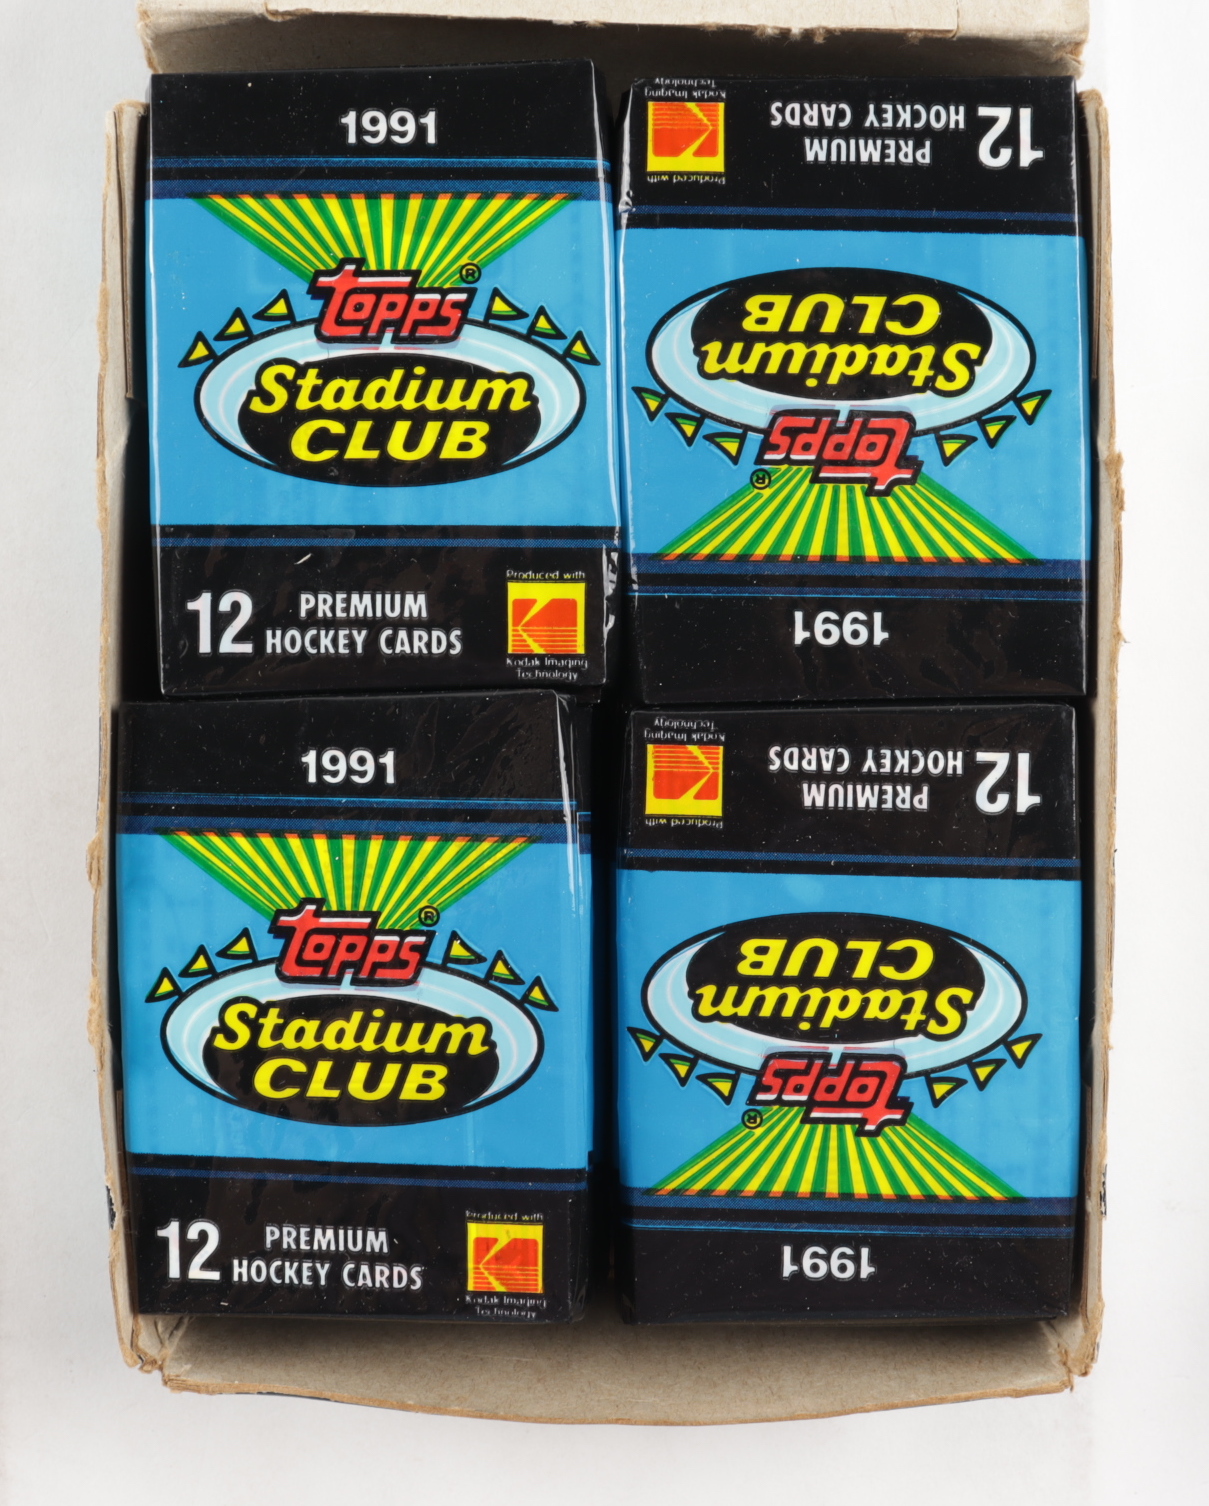 1991
Topps®
Stadium
CLUB
12 PREMIUM
HOCKEY CARDS
Produced with
Kodak Imaging
Technology
12 PREMIUM
HOCKEY CARDS
Produced with
Kodak Imaging
Technology
Stadium
CLUB
Topps®
1991
1991
Topps®
Stadium
CLUB
12 PREMIUM
HOCKEY CARDS
Produced with
Kodak Imaging
Technology
12 PREMIUM
HOCKEY CARDS
Produced with
Kodak Imaging
Technology
Stadium
CLUB
Topps®
1991